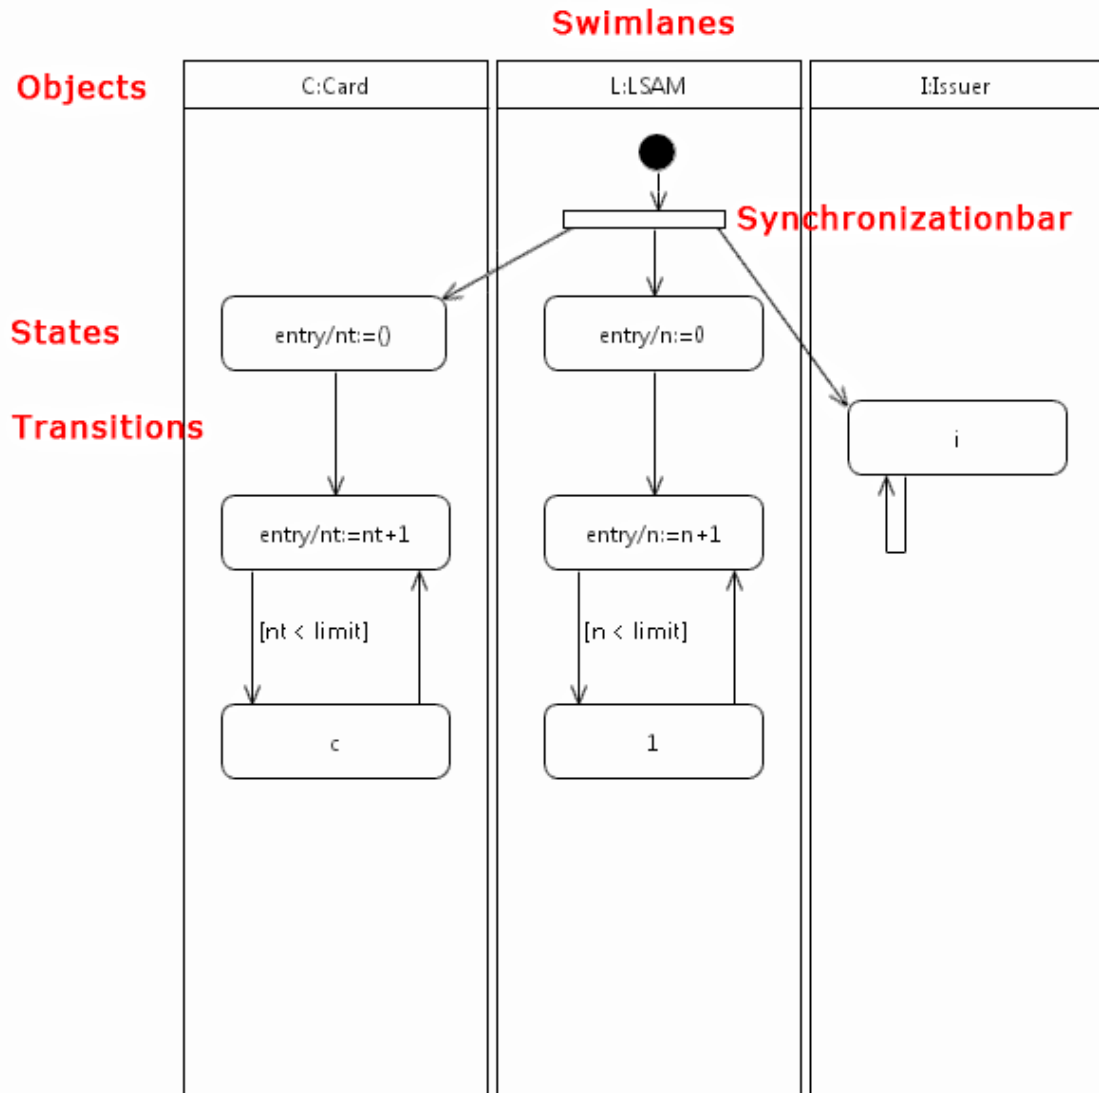 Swimlanes
Objects
C:Card
L:LSAM
I:Issuer
Synchronizationbar
States
entry/nt:=()
entry/n:=0
Transitions
i
entry/nt:=nt+1
entry/n:=n+1
[nt < limit]
[n < limit]
c
1